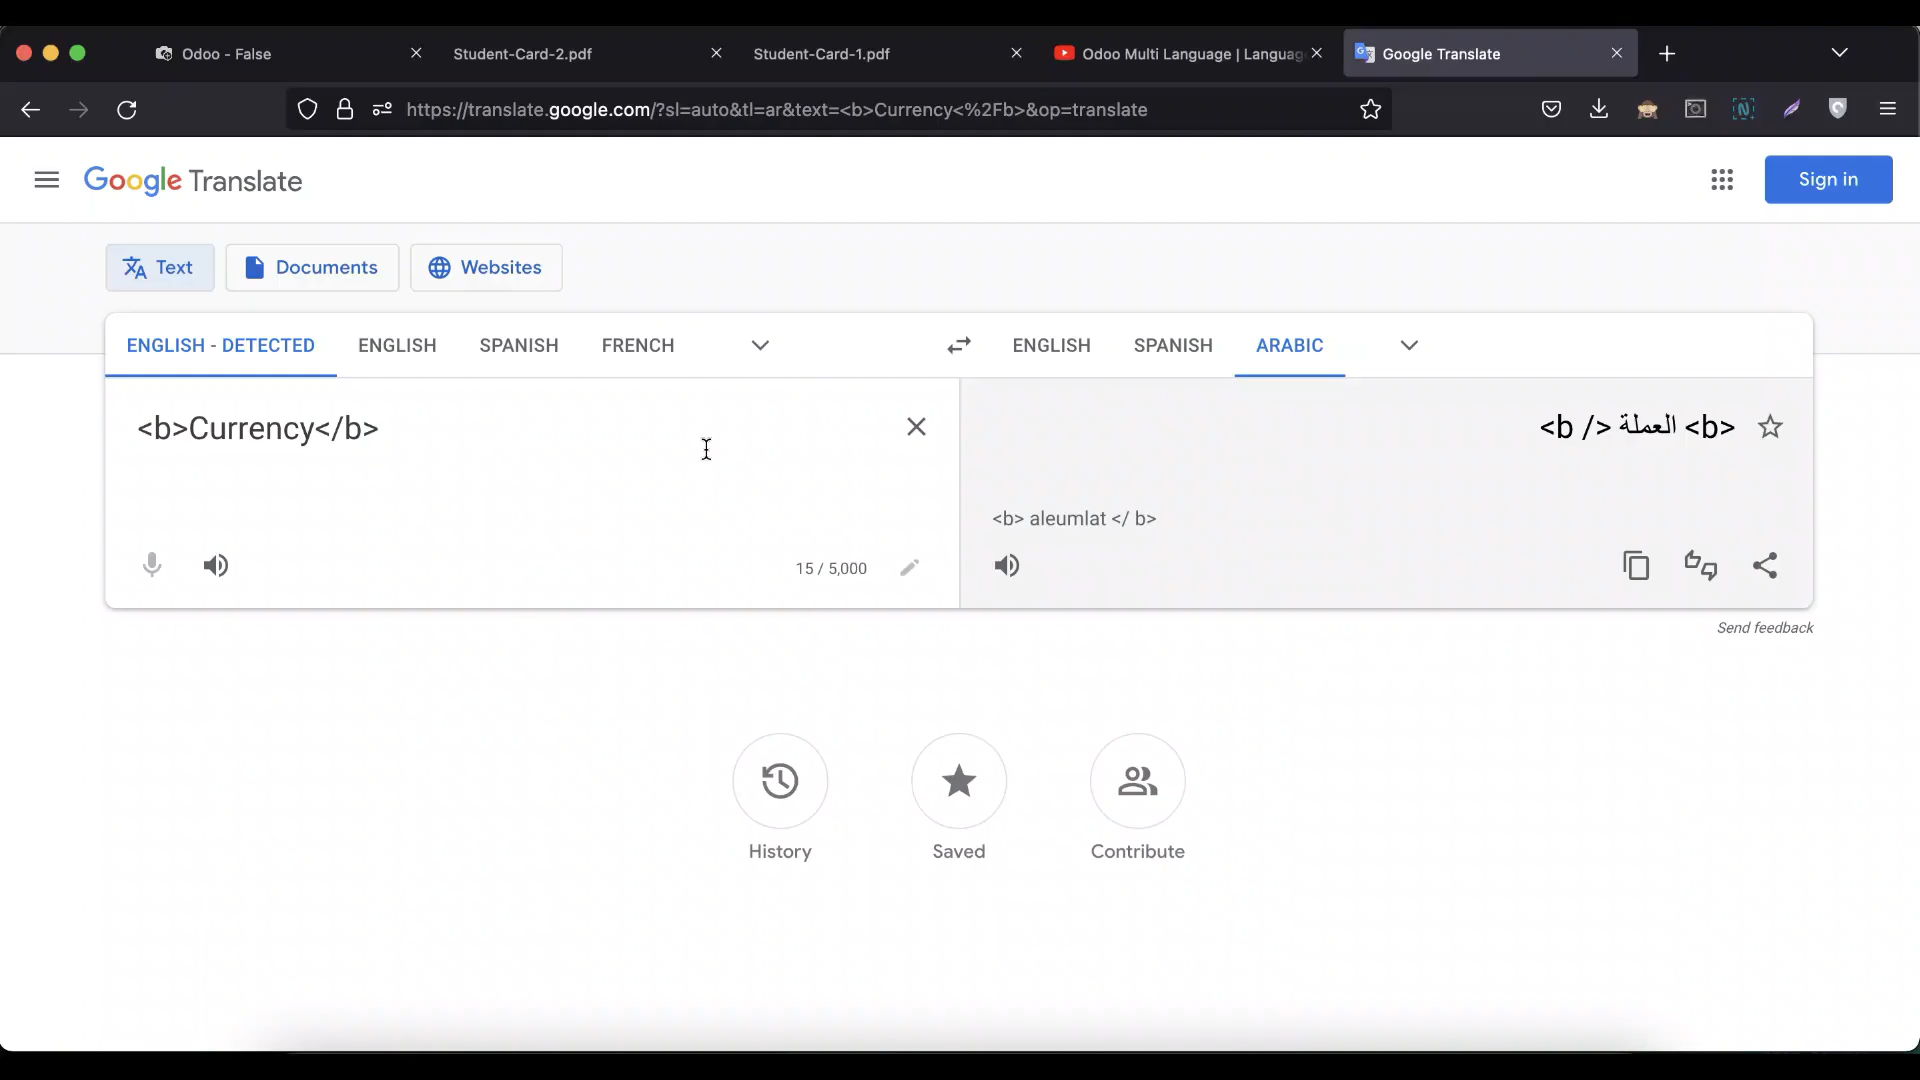 Odoo - False
Student-Card-2.pdf
Student-Card-1.pdf
Odoo Multi Language | Languag
Google Translate
https://translate.google.com/?sl=auto&tl=ar&text=<b>Currency<%2Fb>&op=translate
Google Translate
Sign in
Text
Documents
Websites
ENGLISH - DETECTED
ENGLISH
SPANISH
FRENCH
ENGLISH
SPANISH
ARABIC
<b>Currency</b>
<b> العملة </ b>
<b> aleumlat </ b>
15 / 5,000
Send feedback
History
Saved
Contribute